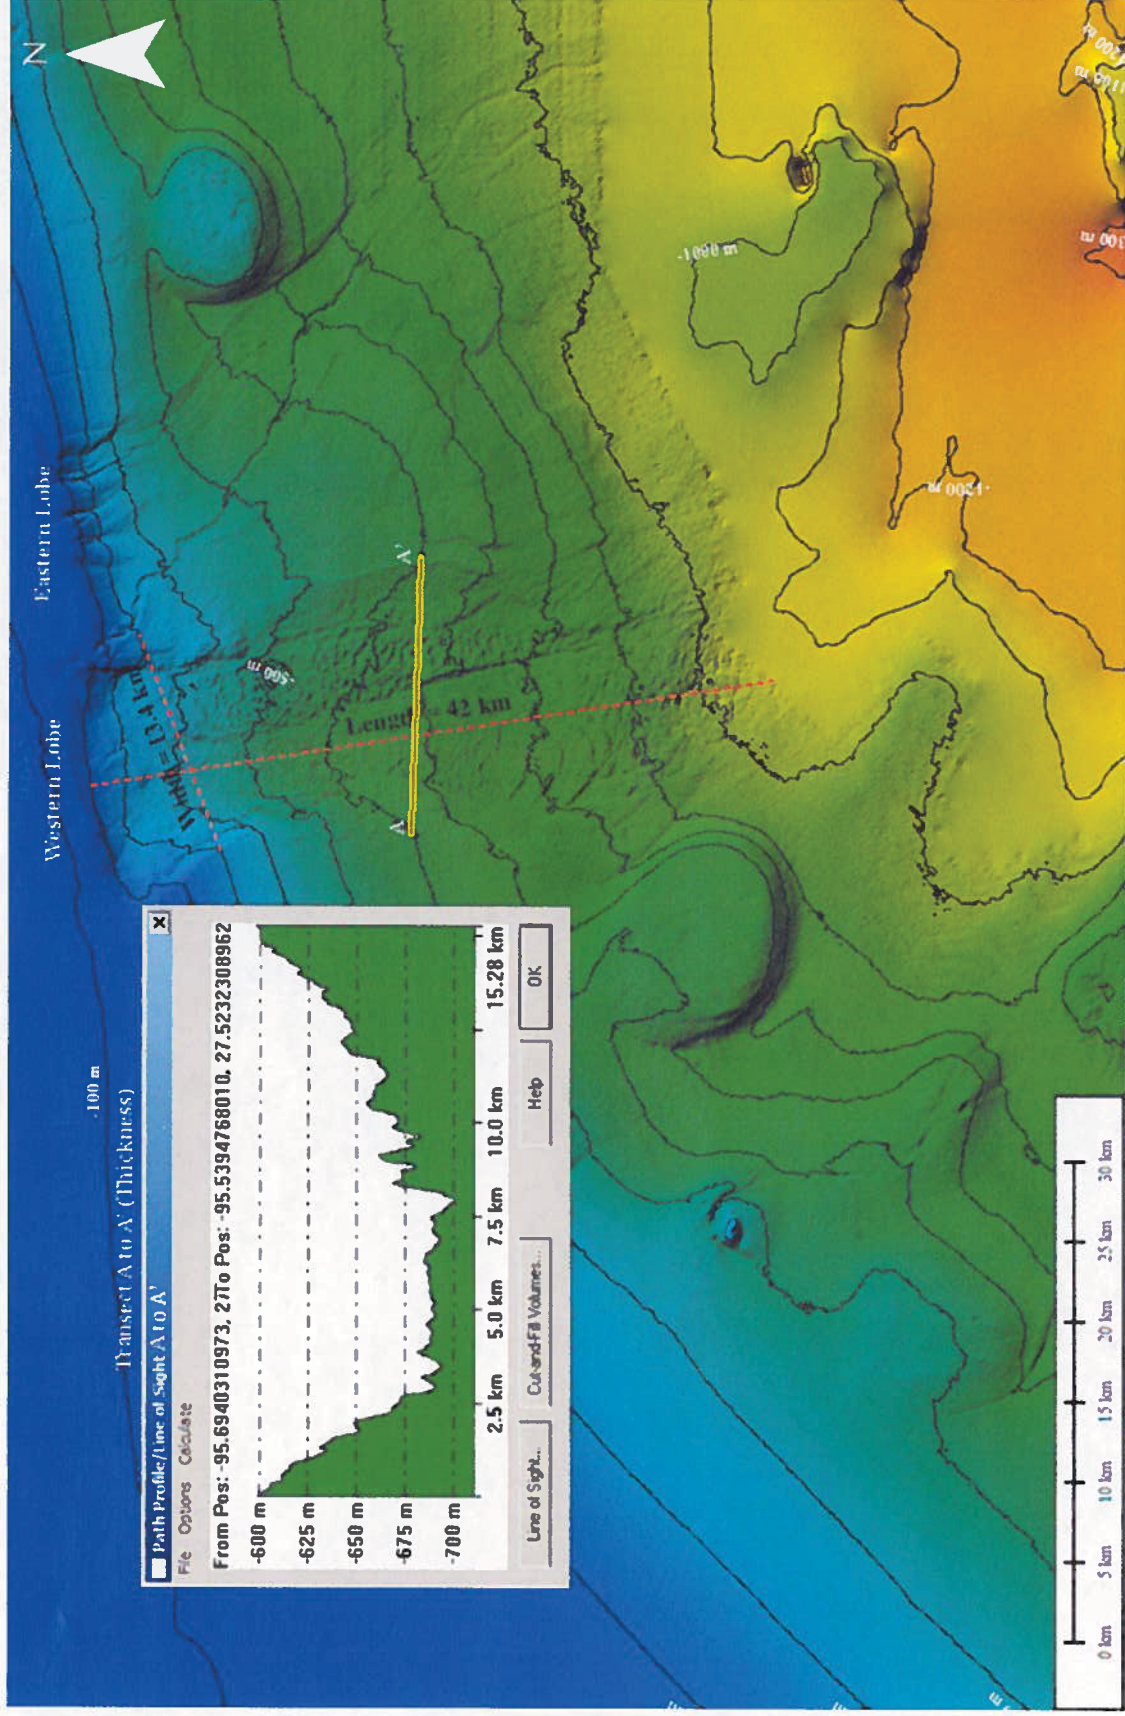 N
Eastern Lobe
Western Lobe
-100 m
Transect A to A' (Thickness)
Path Profile/Line of Sight A to A'
File Options Calculate
From Pos: -95.6940310973, 27To Pos: -95.5394768010, 27.5232308962
-600 m
-625 m
-650 m
-675 m
-700 m
2.5 km
5.0 km
7.5 km
10.0 km
15.28 km
Line of Sight...
Cut-and-Fill Volumes...
Help
OK
Width = 13.4 km
-500 m
Length = 42 km
A
A'
-1000 m
-1200 m
1200 m
1100 m
300 m
0 km
5 km
10 km
15 km
20 km
25 km
30 km